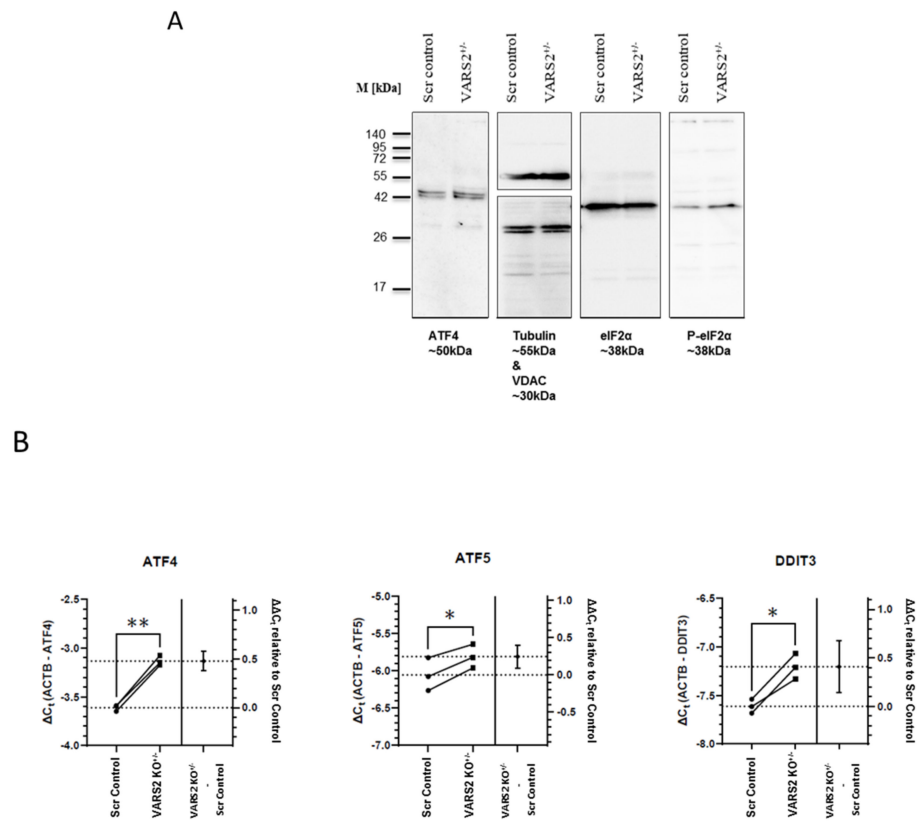 A
M [kDa]
Scr control
VARS2+/-
Scr control
VARS2+/-
Scr control
VARS2+/-
Scr control
VARS2+/-
140
95
72
55
42
26
17
ATF4
~50kDa
Tubulin
~55kDa
&
VDAC
~30kDa
eIF2α
~38kDa
P-eIF2α
~38kDa
B
ATF4
ΔCt (ACTB - ATF4)
-2.5
-3.0
-3.5
-4.0
**
1.0
0.5
0.0
ΔΔCt relative to Scr Control
Scr Control
VARS2 KO+/-
VARS2 KO+/-
-
Scr Control
ATF5
ΔCt (ACTB - ATF5)
-5.0
-5.5
-6.0
-6.5
-7.0
*
1.0
0.5
0.0
-0.5
ΔΔCt relative to Scr Control
Scr Control
VARS2 KO+/-
VARS2 KO+/-
-
Scr Control
DDIT3
ΔCt (ACTB - DDIT3)
-6.5
-7.0
-7.5
-8.0
*
1.0
0.5
0.0
ΔΔCt relative to Scr Control
Scr Control
VARS2 KO+/-
VARS2 KO+/-
-
Scr Control